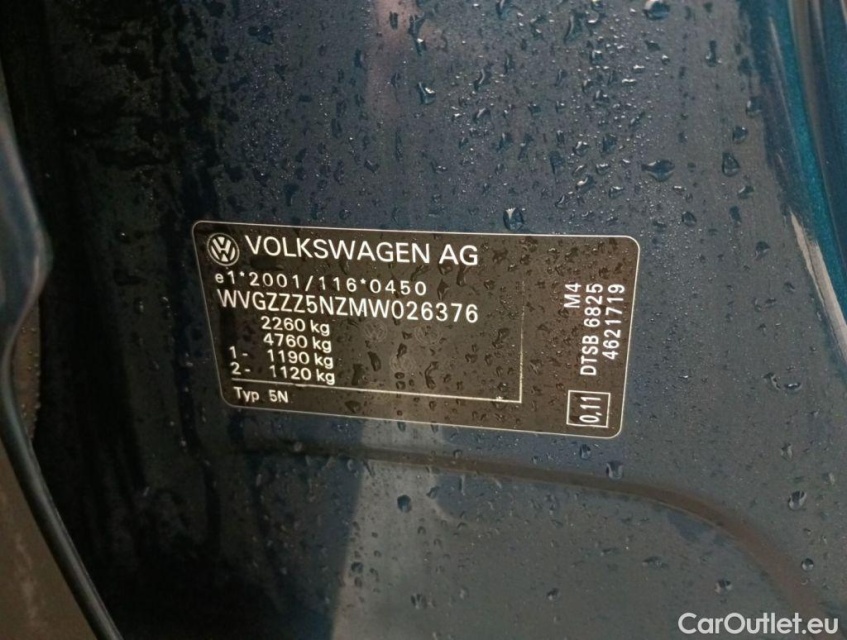 VOLKSWAGEN AG
e1*2001/116*0450
WVGZZZ5NZMW026376
2260 kg
4760 kg
1- 1190 kg
2- 1120 kg
Typ 5N
M4
DTSB 6825
4621719
0,11
CarOutlet.eu